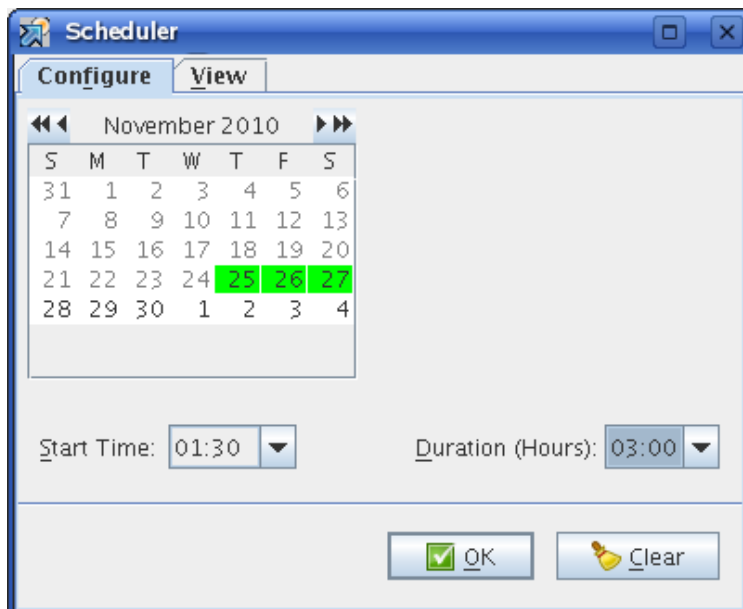 Scheduler
Configure View
November 2010
S M T W T F S
31 1 2 3 4 5 6
7 8 9 10 11 12 13
14 15 16 17 18 19 20
21 22 23 24 25 26 27
28 29 30 1 2 3 4
Start Time: 01:30 Duration (Hours): 03:00
OK Clear